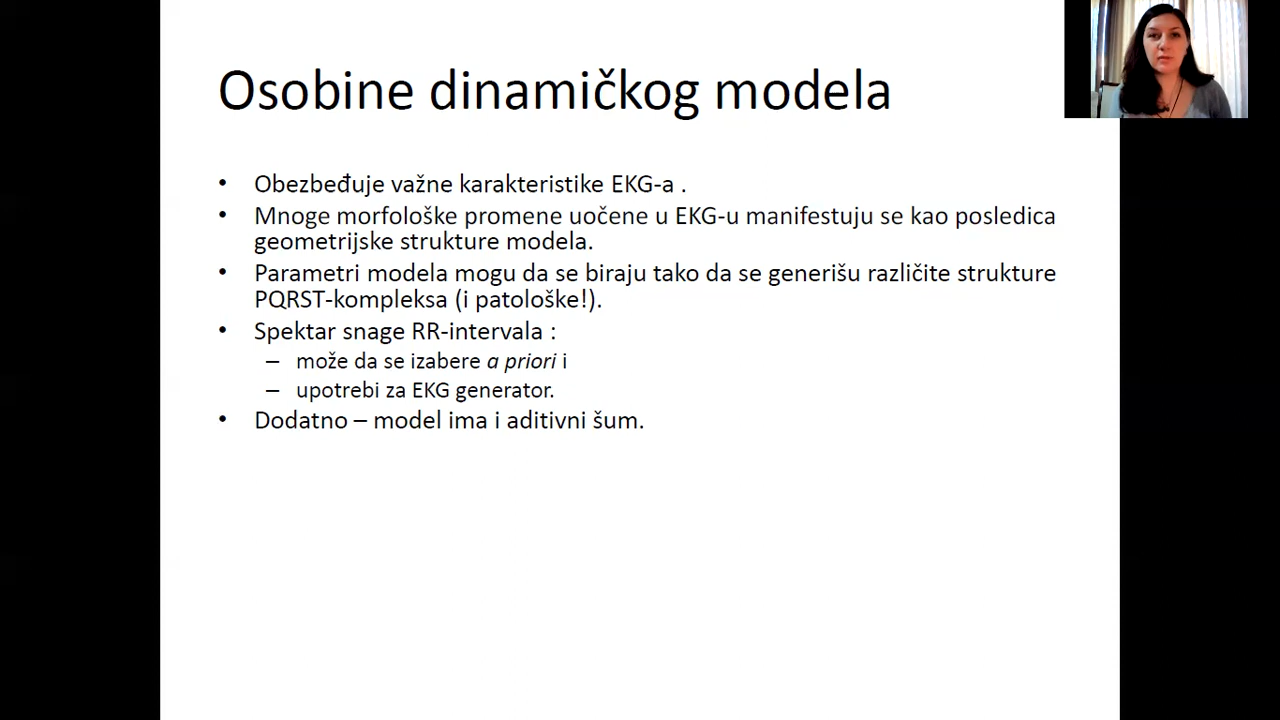 Osobine dinamičkog modela
• Obezbeđuje važne karakteristike EKG-a .
• Mnoge morfološke promene uočene u EKG-u manifestuju se kao posledica
geometrijske strukture modela.
• Parametri modela mogu da se biraju tako da se generišu različite strukture
PQRST-kompleksa (i patološke!).
• Spektar snage RR-intervala :
– može da se izabere a priori i
– upotrebi za EKG generator.
• Dodatno – model ima i aditivni šum.